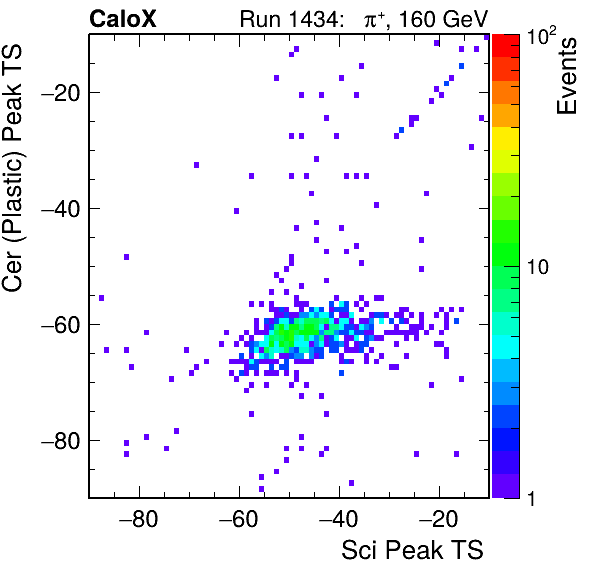 CaloX Run 1434: π⁺, 160 GeV
Cer (Plastic) Peak TS
−20
−40
−60
−80
−80 −60 −40 −20
Sci Peak TS
10²
10
1
Events